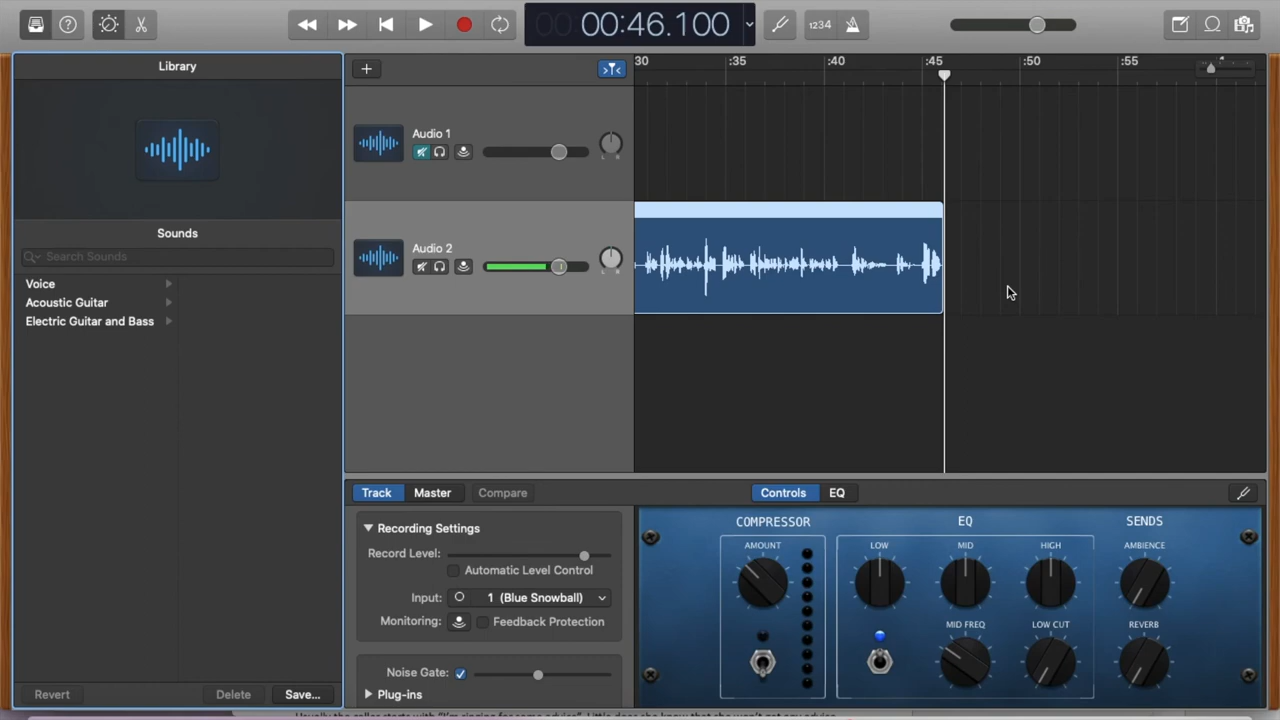 00:46.100
1234
Library
:30 :35 :40 :45 :50 :55
Audio 1
L R
Sounds
Search Sounds
Audio 2
L R
Voice
Acoustic Guitar
Electric Guitar and Bass
Track Master Compare Controls EQ
Recording Settings
Record Level:
Automatic Level Control
Input: 1 (Blue Snowball)
Monitoring: Feedback Protection
Noise Gate:
Plug-ins
COMPRESSOR EQ SENDS
AMOUNT LOW MID HIGH AMBIENCE
MID FREQ LOW CUT REVERB
Revert Delete Save...